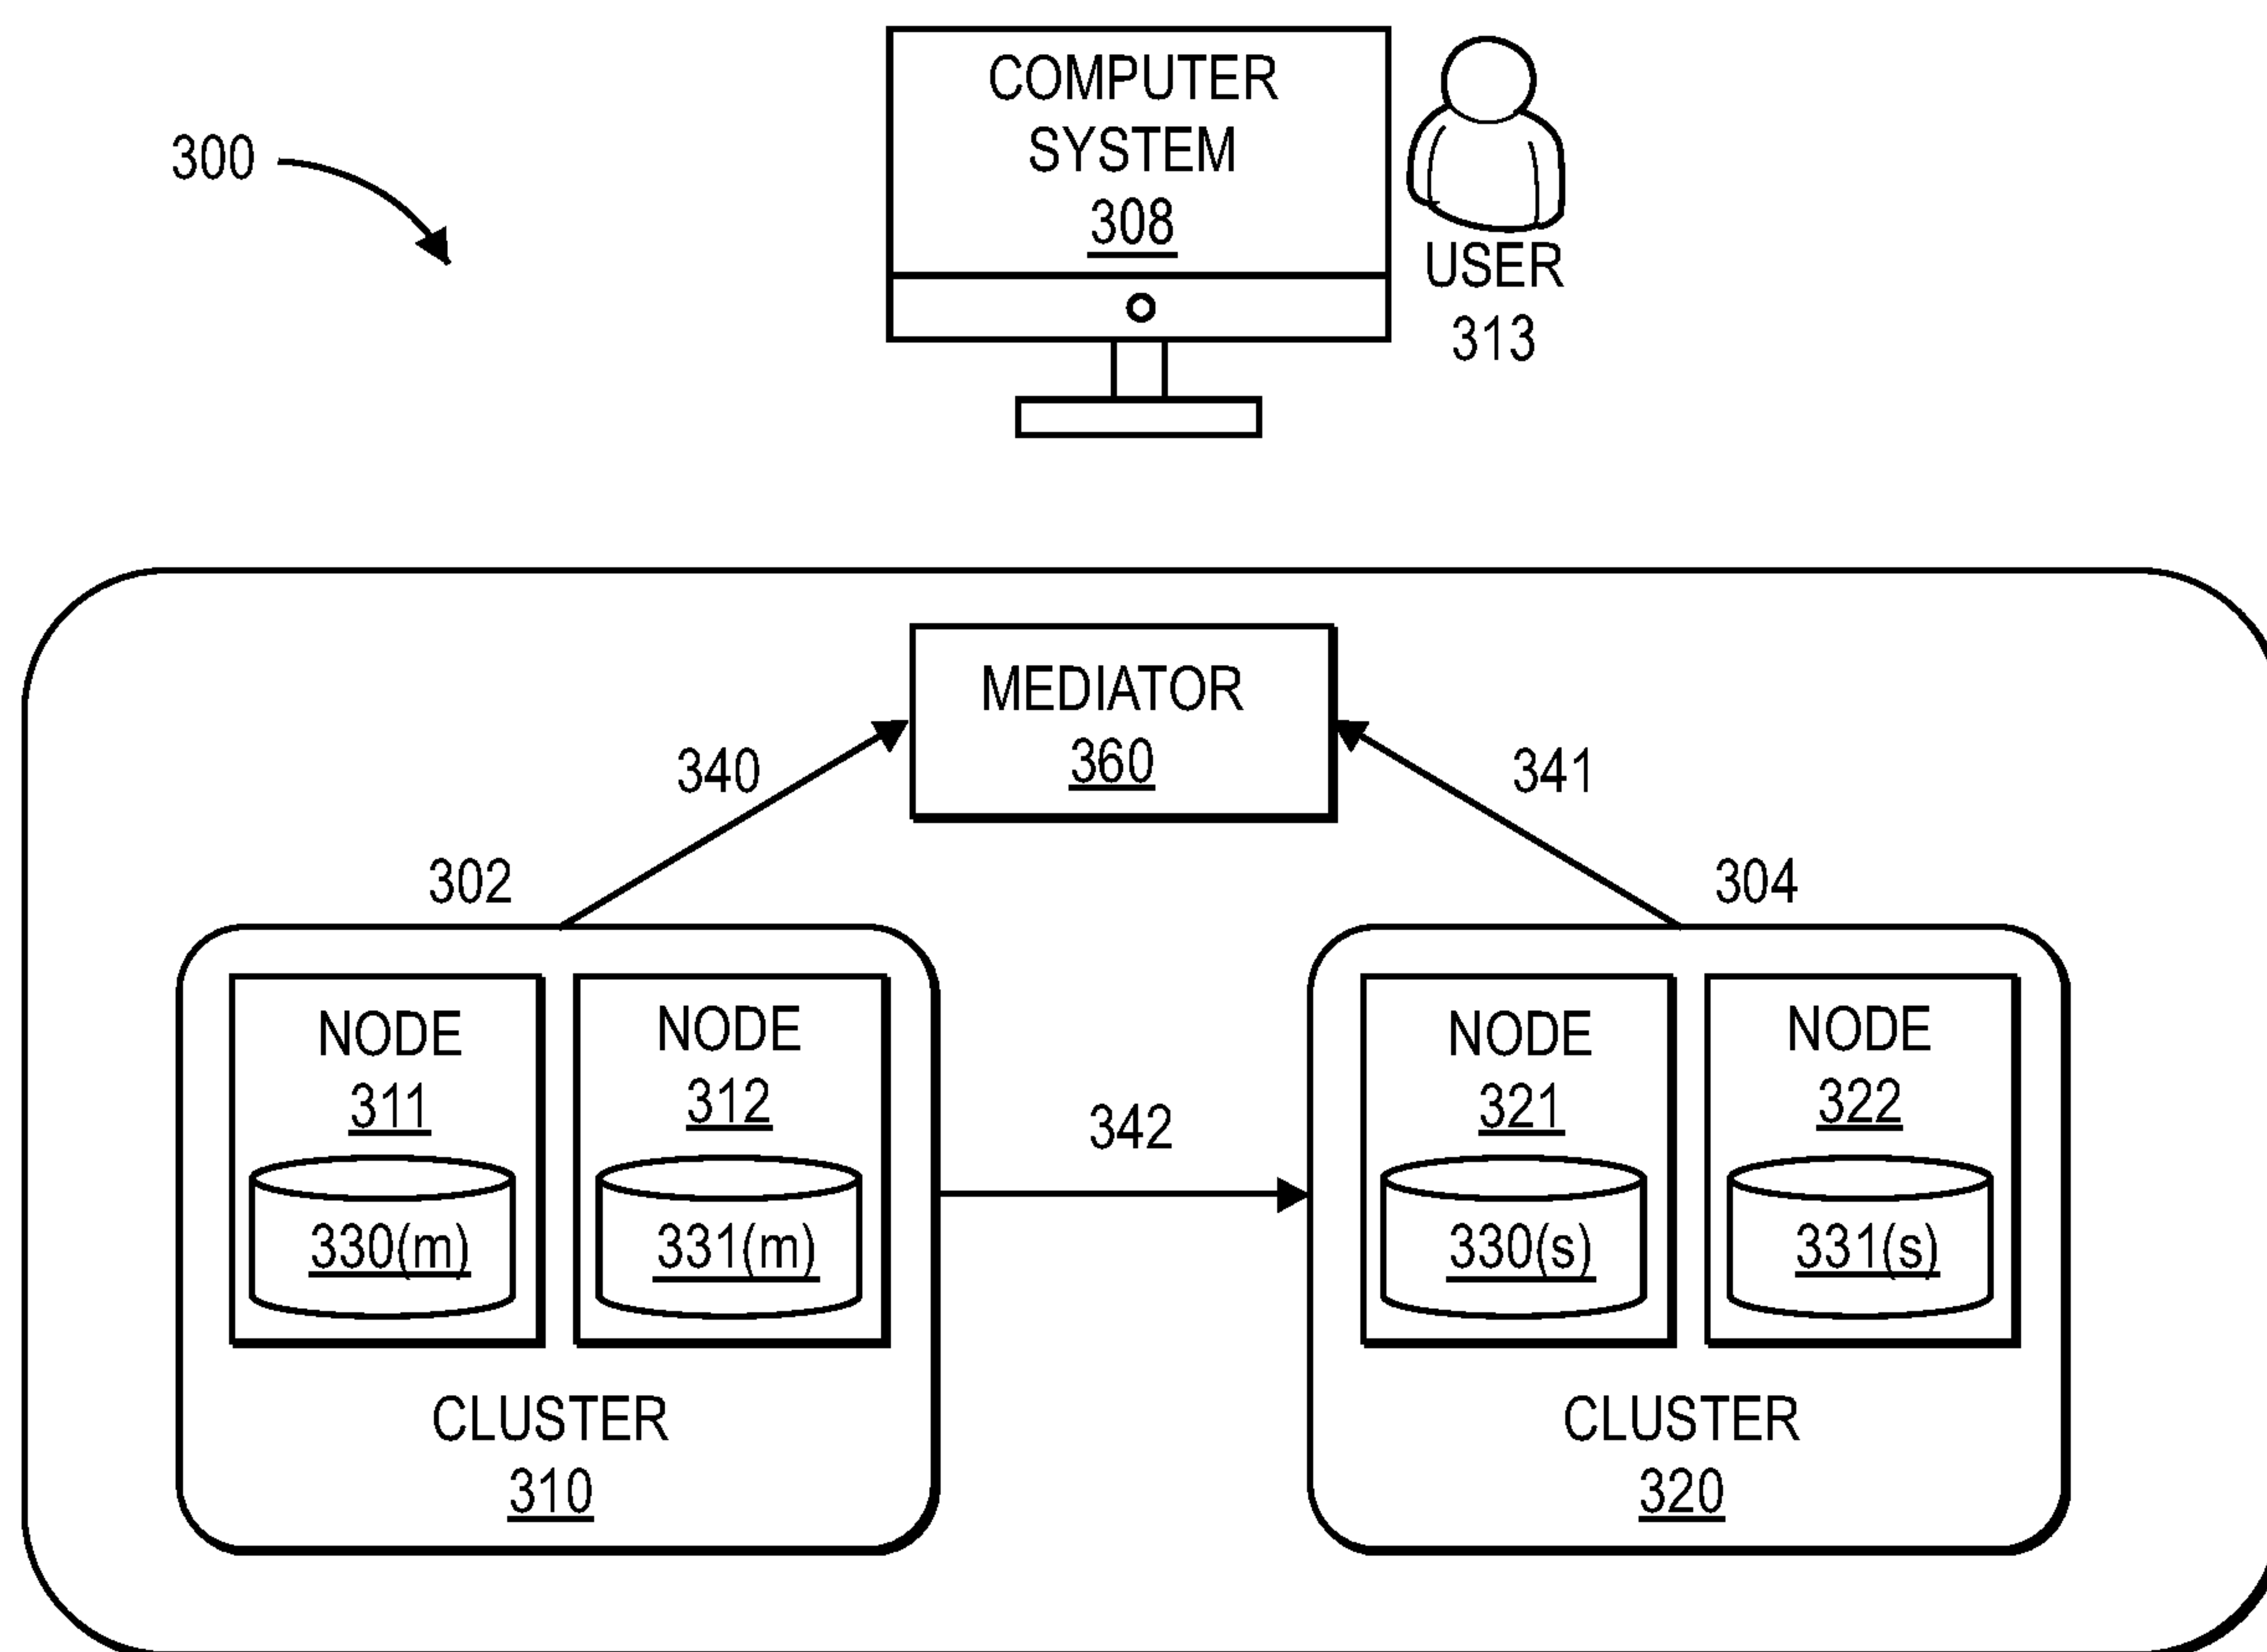 COMPUTER
SYSTEM
308
300
USER
313
MEDIATOR
360
340
341
302
304
NODE
311
330(m)
NODE
312
331(m)
CLUSTER
310
342
NODE
321
330(s)
NODE
322
331(s)
CLUSTER
320